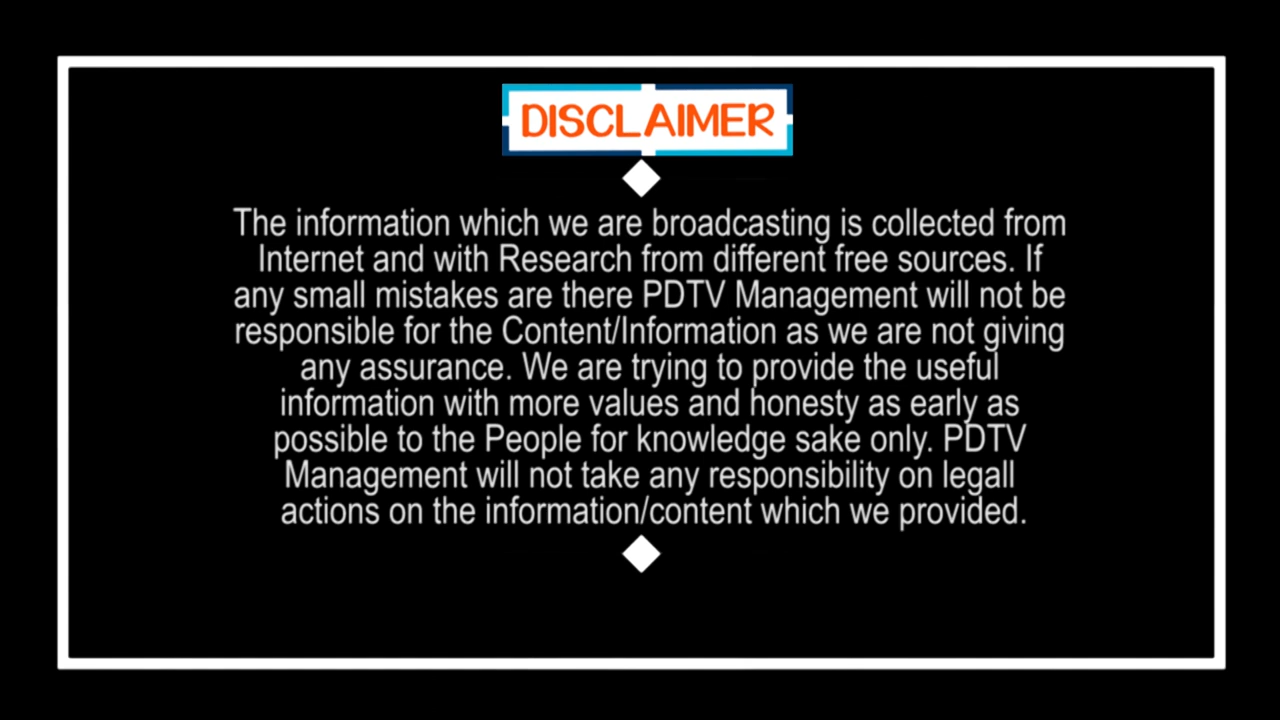 DISCLAIMER
The information which we are broadcasting is collected from
Internet and with Research from different free sources. If
any small mistakes are there PDTV Management will not be
responsible for the Content/Information as we are not giving
any assurance. We are trying to provide the useful
information with more values and honesty as early as
possible to the People for knowledge sake only. PDTV
Management will not take any responsibility on legall
actions on the information/content which we provided.